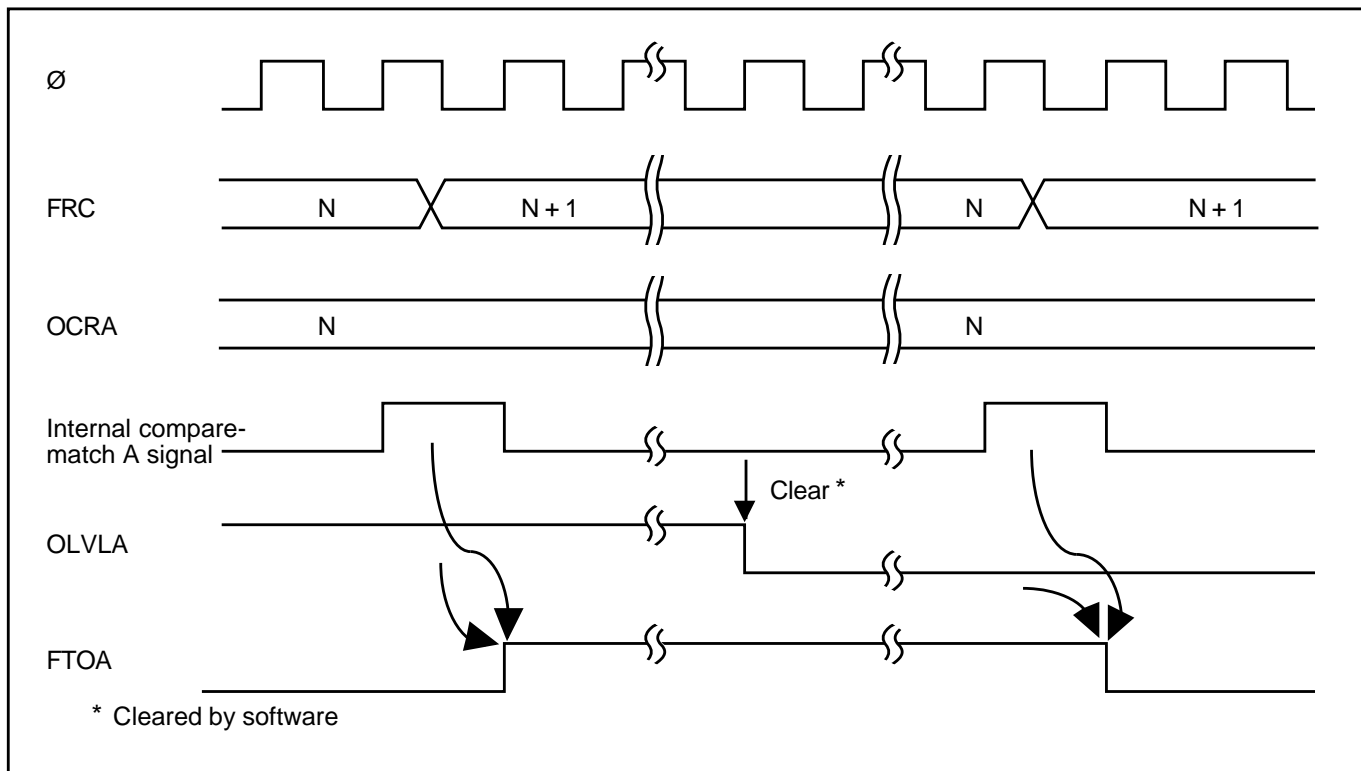 Ø
FRC N N + 1 N N + 1
OCRA N N
Internal compare-
match A signal
Clear *
OLVLA
FTOA
* Cleared by software